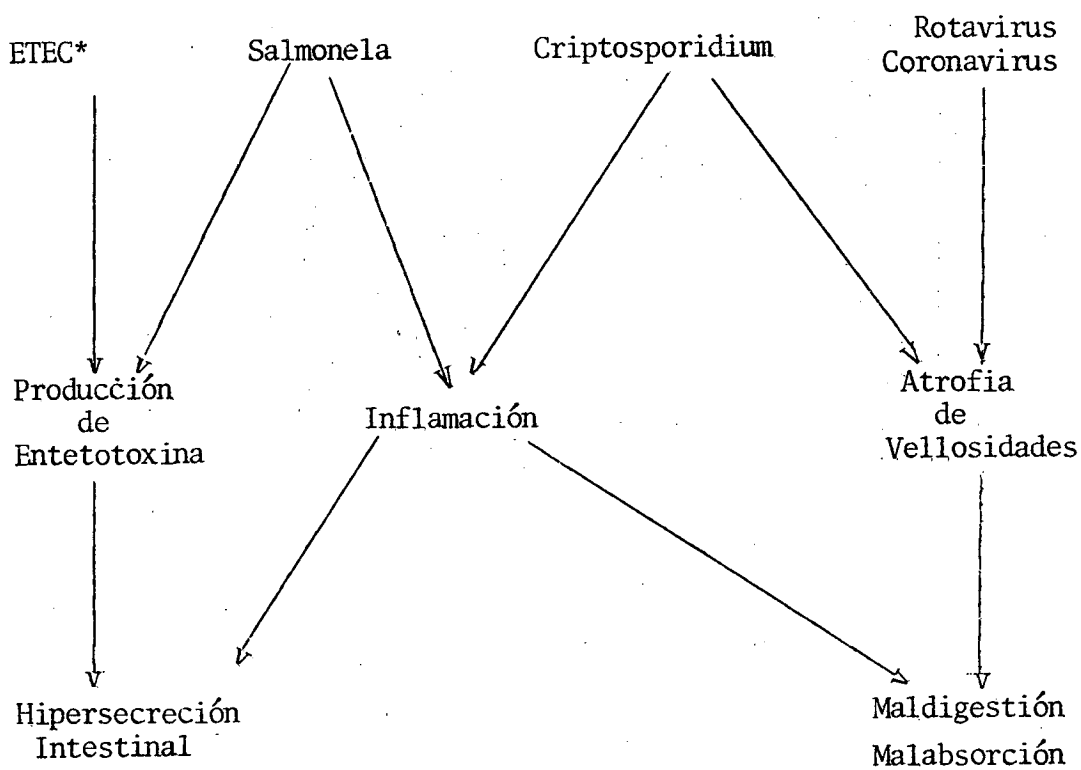 ETEC*
Salmonela
Criptosporidium
Rotavirus
Coronavirus
Producción
de
Entetotoxina
Inflamación
Atrofia
de
Vellosidades
Hipersecreción
Intestinal
Maldigestión
Malabsorción